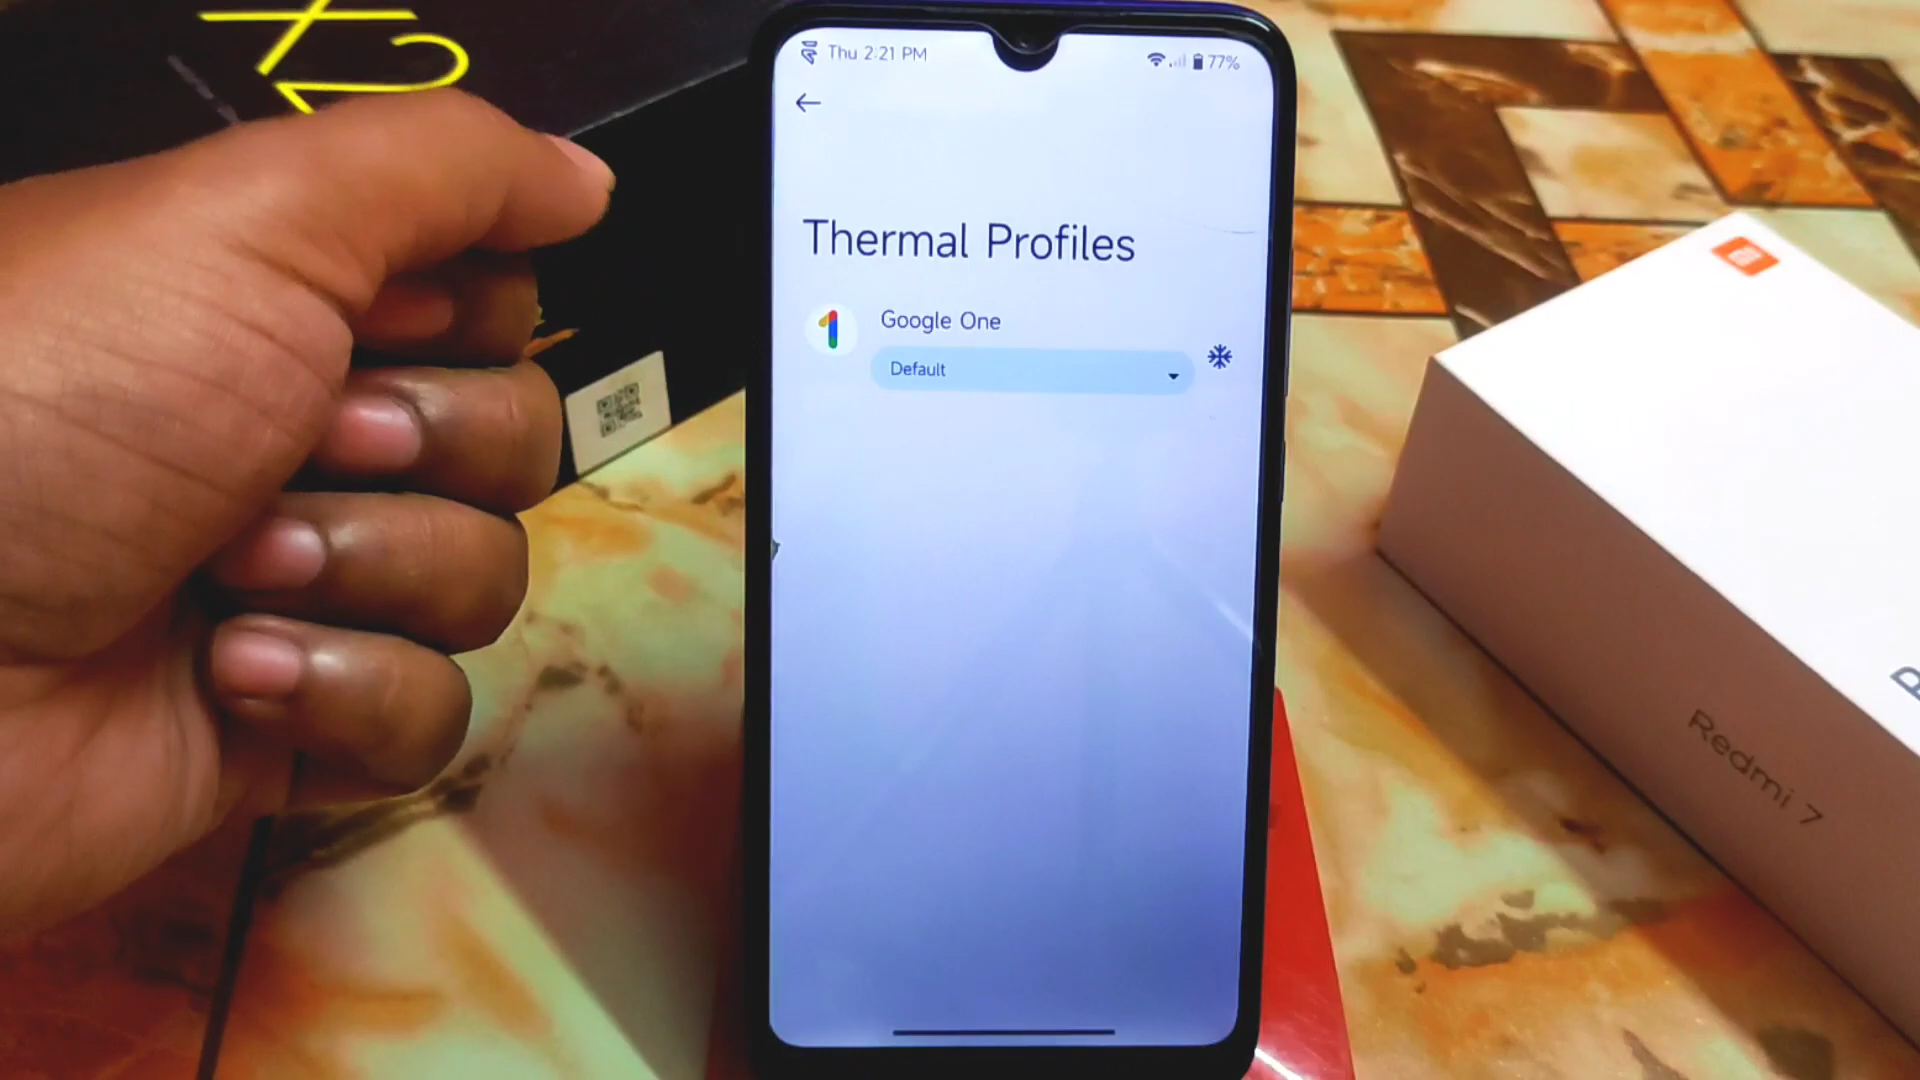 Thu 2:21 PM
77%
Thermal Profiles
Google One
Default
Redmi 7